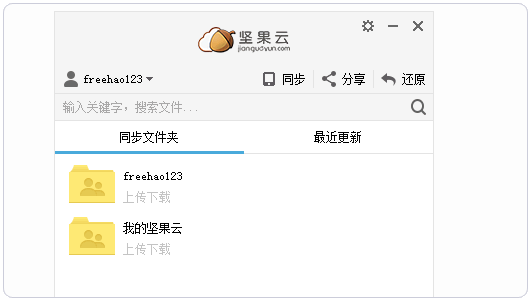 坚果云
jianguoyun.com
freehao123 同步 分享 还原
输入关键字，搜索文件...
同步文件夹 最近更新
freehao123
上传下载
我的坚果云
上传下载